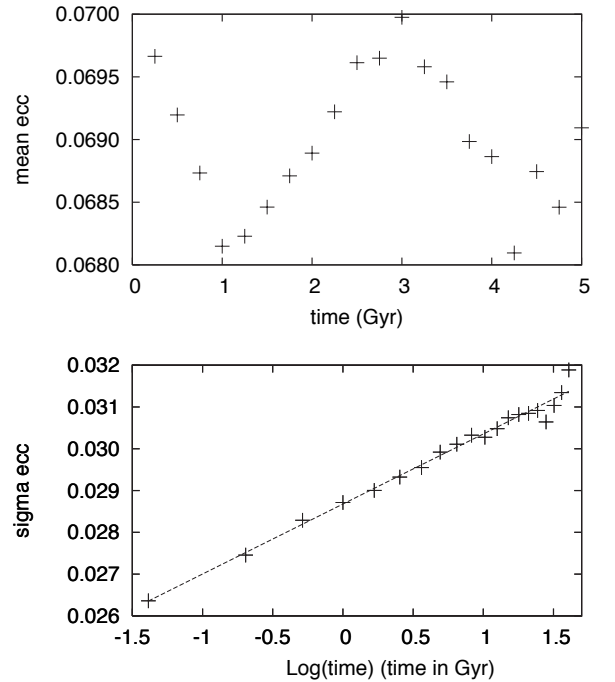 0.0700
0.0695
0.0690
0.0685
0.0680
mean ecc
0 1 2 3 4 5
time (Gyr)
0.032
0.031
0.030
0.029
0.028
0.027
0.026
sigma ecc
-1.5 -1 -0.5 0 0.5 1 1.5
Log(time) (time in Gyr)